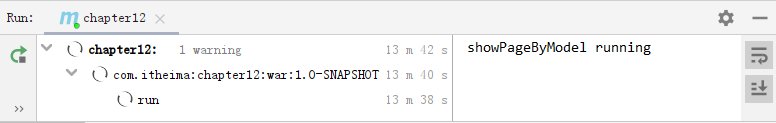 Run: chapter12
chapter12: 1 warning 13 m 42 s
com.itheima:chapter12:war:1.0-SNAPSHOT 13 m 40 s
run 13 m 38 s
showPageByModel running